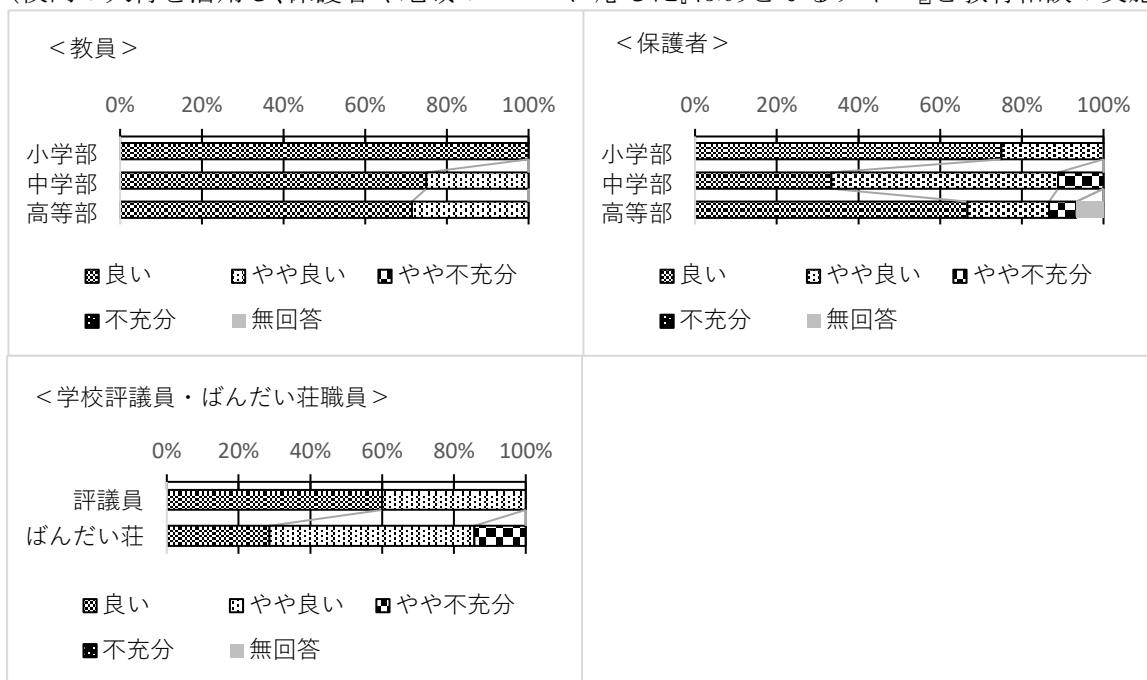 ＜教員＞
0% 20% 40% 60% 80% 100%
小学部
中学部
高等部
良い やや良い やや不充分
不充分 無回答
＜保護者＞
0% 20% 40% 60% 80% 100%
小学部
中学部
高等部
良い やや良い やや不充分
不充分 無回答
＜学校評議員・ばんだい荘職員＞
0% 20% 40% 60% 80% 100%
評議員
ばんだい荘
良い やや良い やや不充分
不充分 無回答